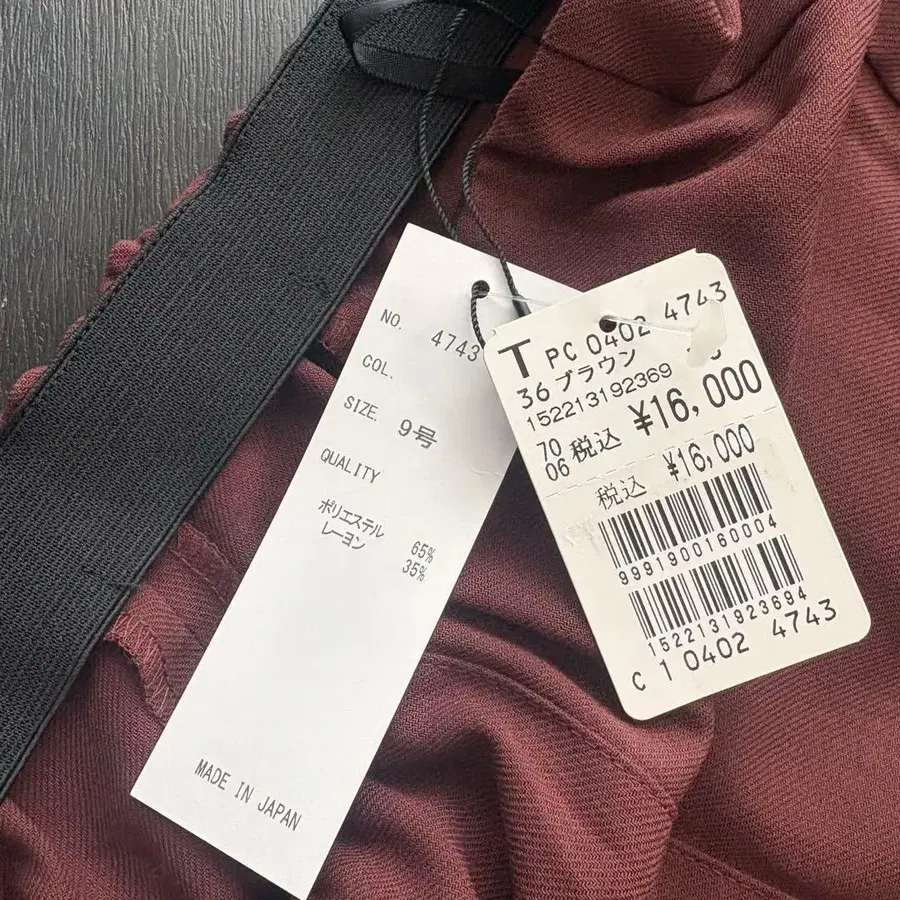 NO. 4743
COL.
SIZE. 9号
QUALITY
ポリエステル 65%
レーヨン 35%
MADE IN JAPAN
T PC 0402 4743
36 ブラウン
152213192369
70
06 税込 ¥16,000
税込 ¥16,000
9991900160004
1522131923694
C 1 0402 4743